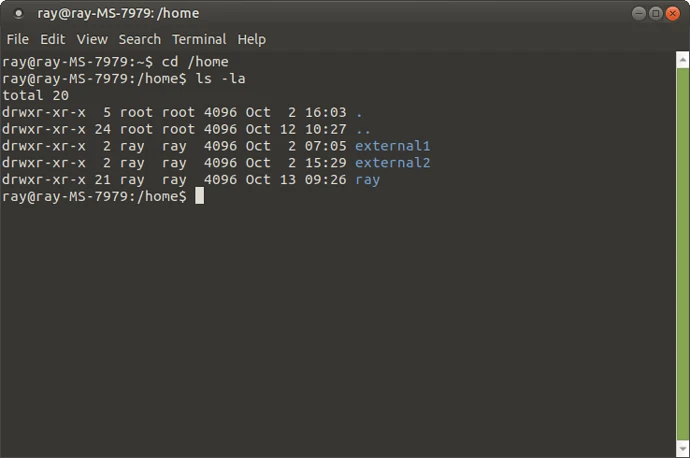 ray@ray-MS-7979: /home
File Edit View Search Terminal Help
ray@ray-MS-7979:~$ cd /home
ray@ray-MS-7979:/home$ ls -la
total 20
drwxr-xr-x  5 root root 4096 Oct  2 16:03 .
drwxr-xr-x 24 root root 4096 Oct 12 10:27 ..
drwxr-xr-x  2 ray  ray  4096 Oct  2 07:05 external1
drwxr-xr-x  2 ray  ray  4096 Oct  2 15:29 external2
drwxr-xr-x 21 ray  ray  4096 Oct 13 09:26 ray
ray@ray-MS-7979:/home$